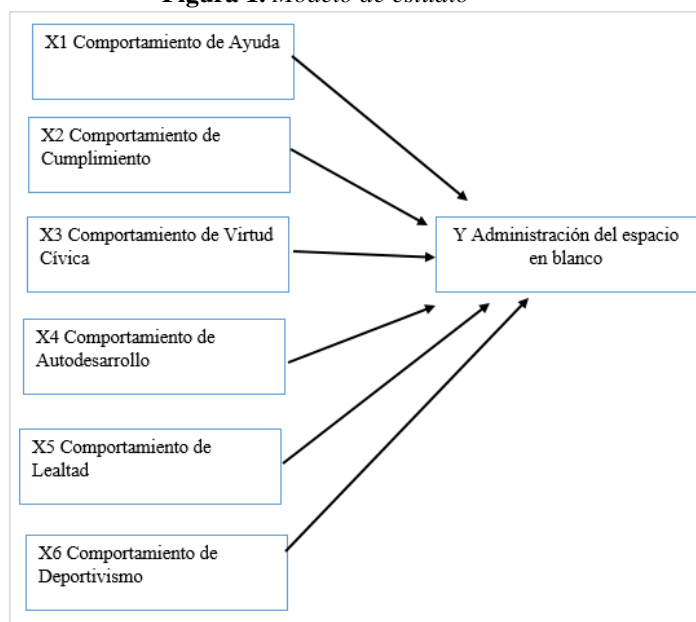 Figura 1. Modelo de estudio
X1 Comportamiento de Ayuda
X2 Comportamiento de
Cumplimiento
X3 Comportamiento de Virtud
Cívica
X4 Comportamiento de
Autodesarrollo
X5 Comportamiento de
Lealtad
X6 Comportamiento de
Deportivismo
Y Administración del espacio
en blanco